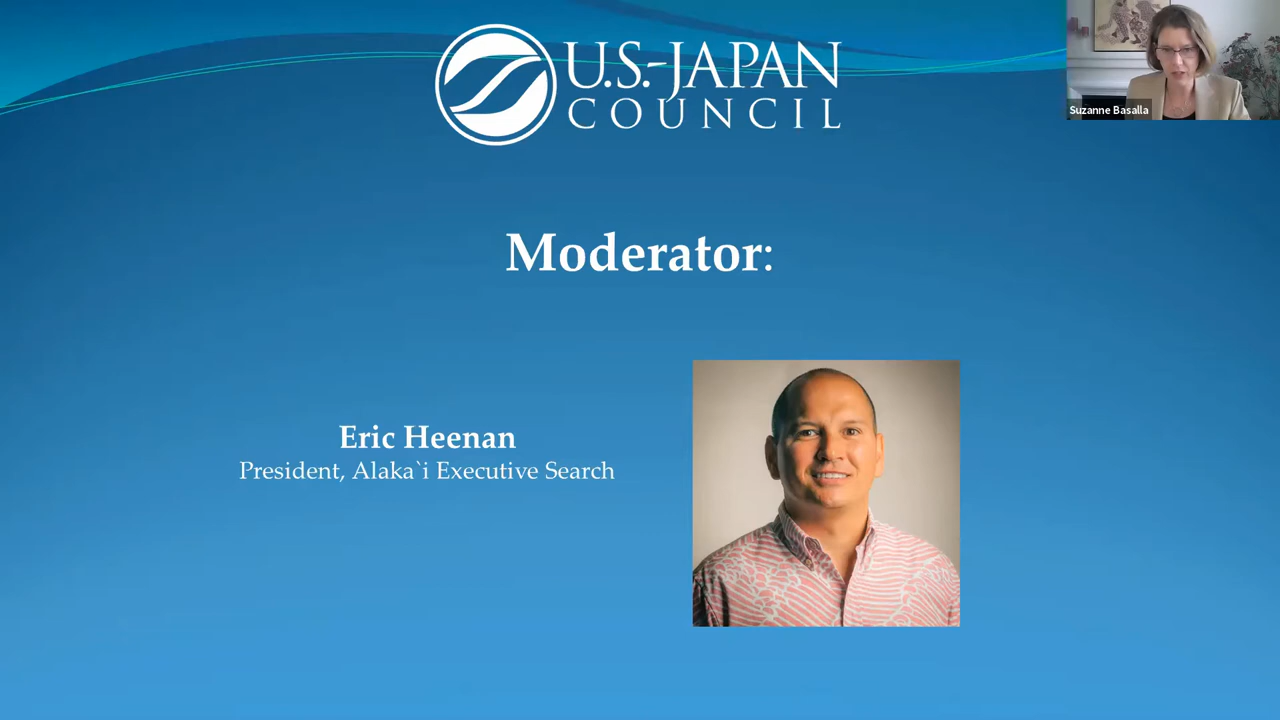 U.S.-JAPAN
COUNCIL
Suzanne Basalla
Moderator:
Eric Heenan
President, Alaka`i Executive Search